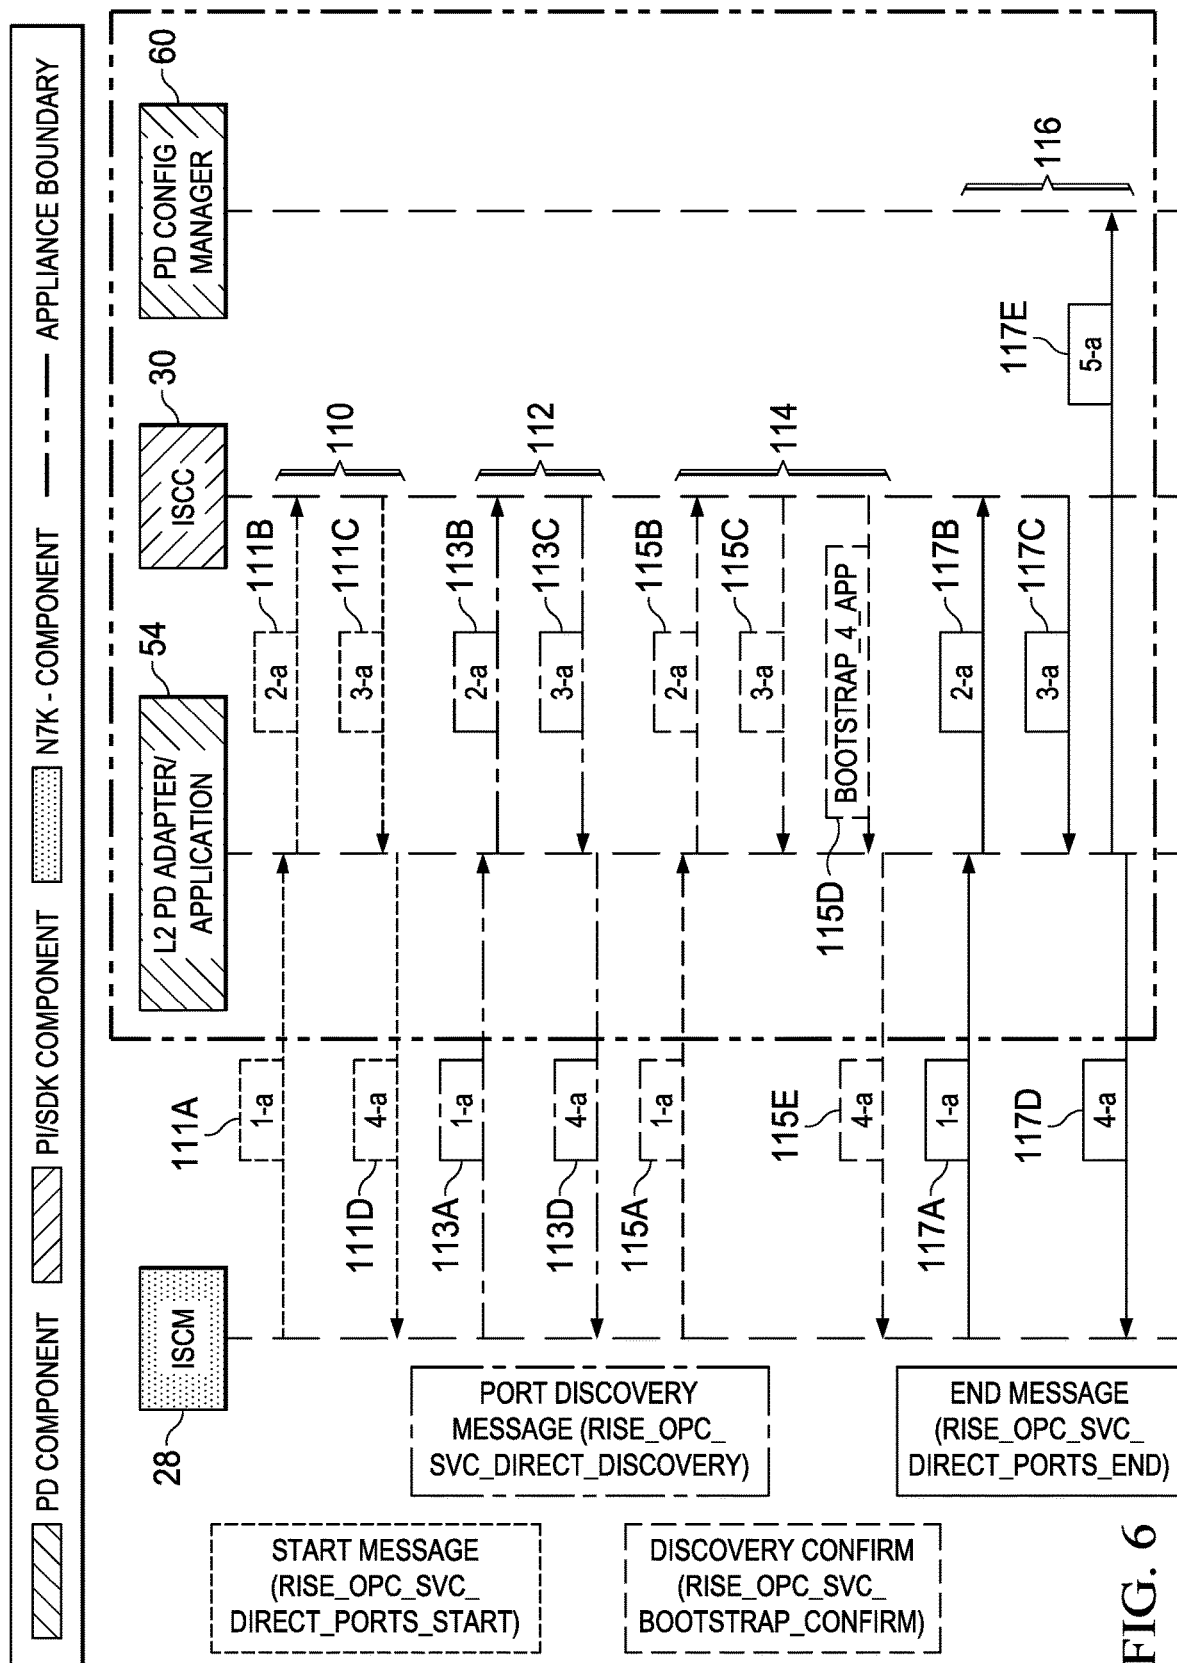 PD COMPONENT
PI/SDK COMPONENT
N7K - COMPONENT
APPLIANCE BOUNDARY
28
ISCM
54
L2 PD ADAPTER/
APPLICATION
30
ISCC
60
PD CONFIG
MANAGER
START MESSAGE
(RISE_OPC_SVC_
DIRECT_PORTS_START)
111A
1-a
111B
2-a
111C
3-a
111D
4-a
110
PORT DISCOVERY
MESSAGE (RISE_OPC_
SVC_DIRECT_DISCOVERY)
113A
1-a
113B
2-a
113C
3-a
113D
4-a
112
DISCOVERY CONFIRM
(RISE_OPC_SVC_
BOOTSTRAP_CONFIRM)
115A
1-a
115B
2-a
115C
3-a
115D
BOOTSTRAP_4_APP
115E
4-a
114
END MESSAGE
(RISE_OPC_SVC_
DIRECT_PORTS_END)
117A
1-a
117B
2-a
117C
3-a
117D
4-a
117E
5-a
116
FIG. 6